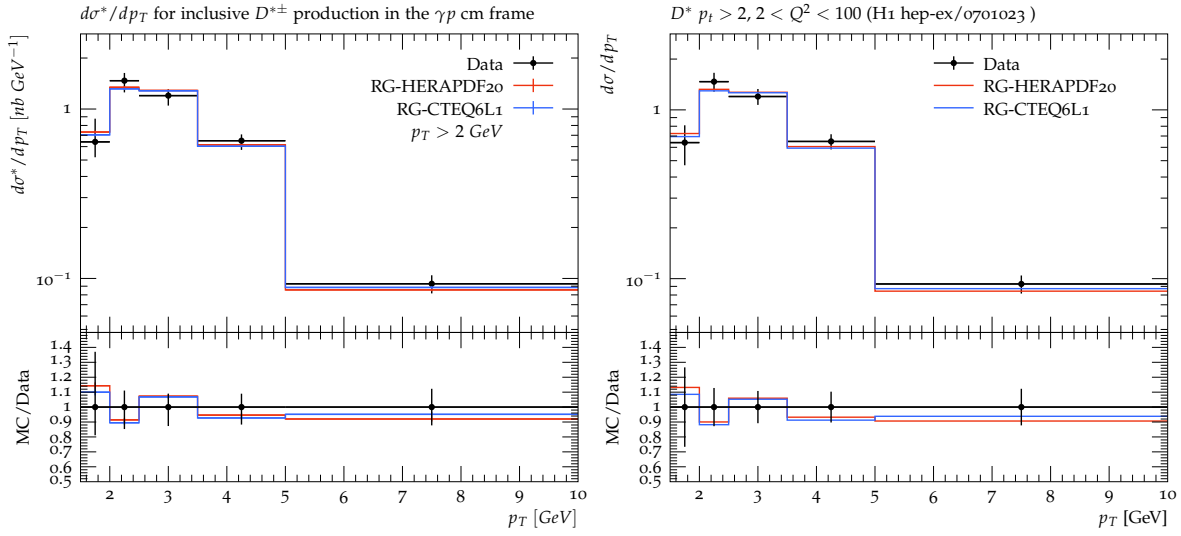 dσ*/dp_T for inclusive D*± production in the γp cm frame
dσ*/dp_T [nb GeV⁻¹]
Data
RG-HERAPDF20
RG-CTEQ6L1
p_T > 2 GeV
1
10⁻¹
MC/Data
1.4
1.3
1.2
1.1
1
0.9
0.8
0.7
0.6
0.5
2 3 4 5 6 7 8 9 10
p_T [GeV]
D* p_t > 2, 2 < Q² < 100 (H1 hep-ex/0701023 )
dσ/dp_T
Data
RG-HERAPDF20
RG-CTEQ6L1
1
10⁻¹
MC/Data
1.4
1.3
1.2
1.1
1
0.9
0.8
0.7
0.6
0.5
2 3 4 5 6 7 8 9 10
p_T [GeV]